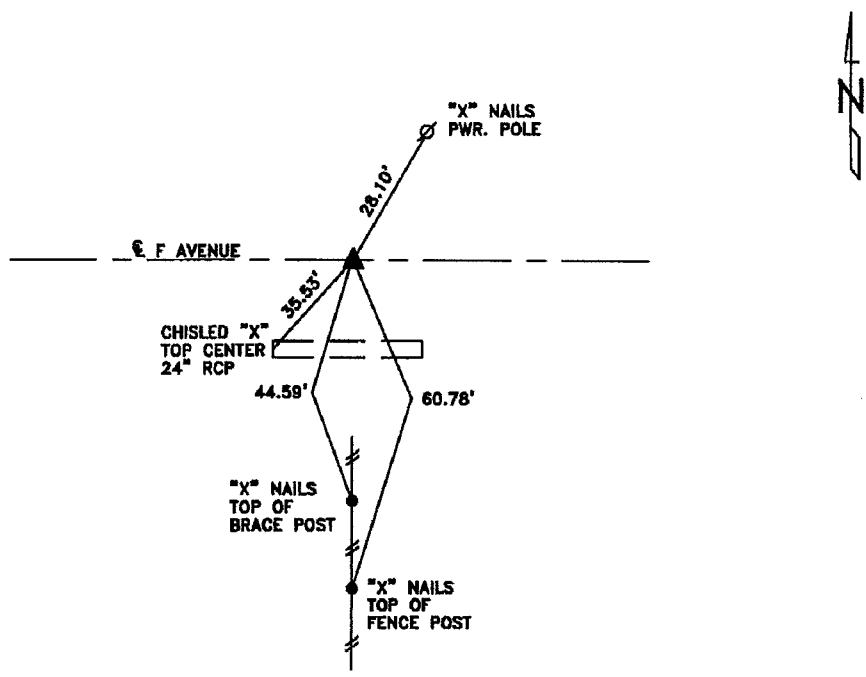 "X" NAILS
PWR. POLE
N
28.10'
℄ F AVENUE
35.53'
CHISLED "X"
TOP CENTER
24" RCP
44.59'
60.78'
"X" NAILS
TOP OF
BRACE POST
"X" NAILS
TOP OF
FENCE POST